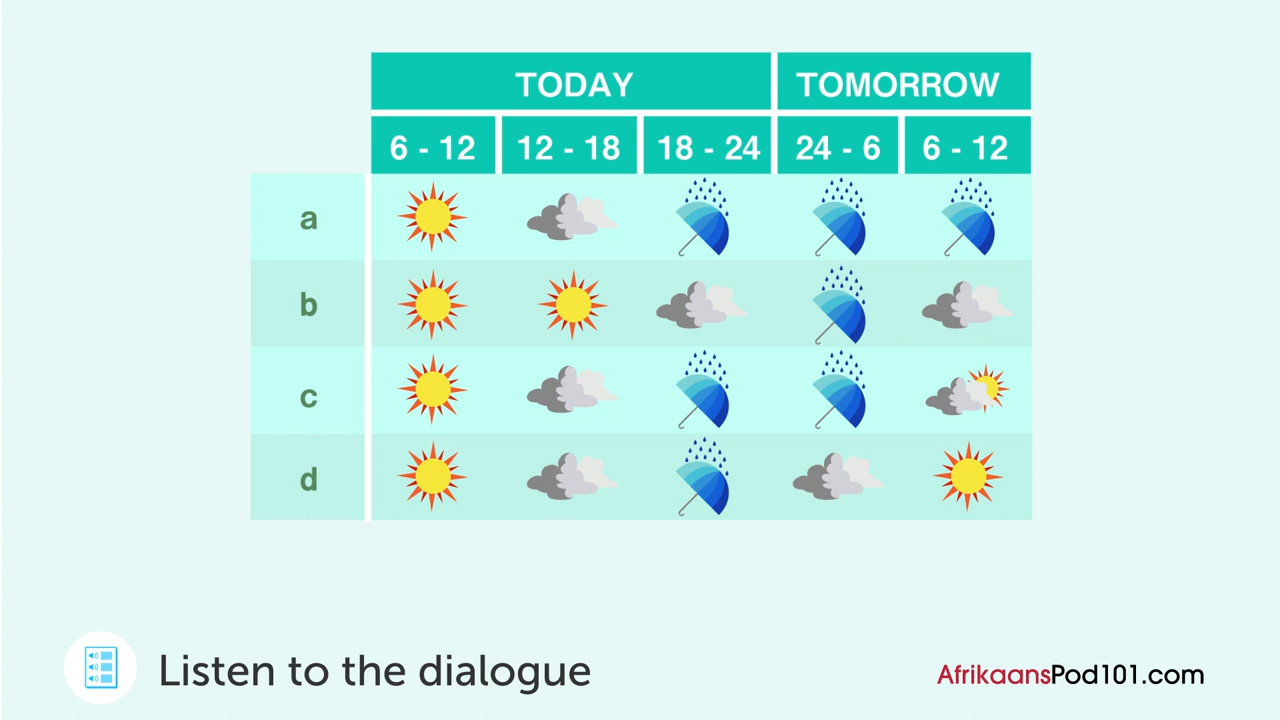 TODAY TOMORROW
6 - 12 12 - 18 18 - 24 24 - 6 6 - 12
a
b
c
d
Listen to the dialogue
AfrikaansPod101.com